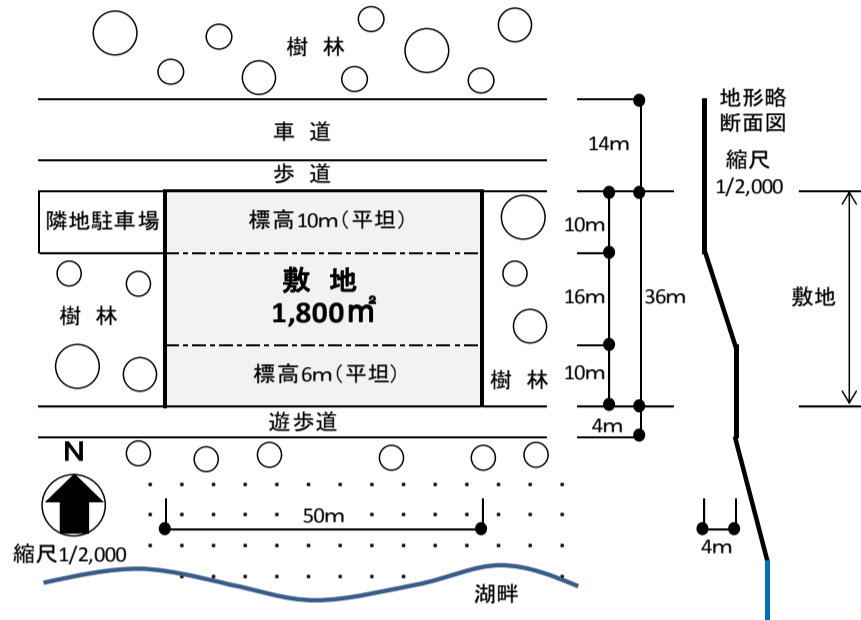 樹 林
車 道
歩 道
隣地駐車場
標高10m（平坦）
敷 地
1,800㎡
樹 林
標高6m（平坦）
樹 林
遊歩道
N
縮尺1/2,000
50m
湖畔
14m
10m
16m
36m
10m
4m
地形略
断面図
縮尺
1/2,000
敷地
4m